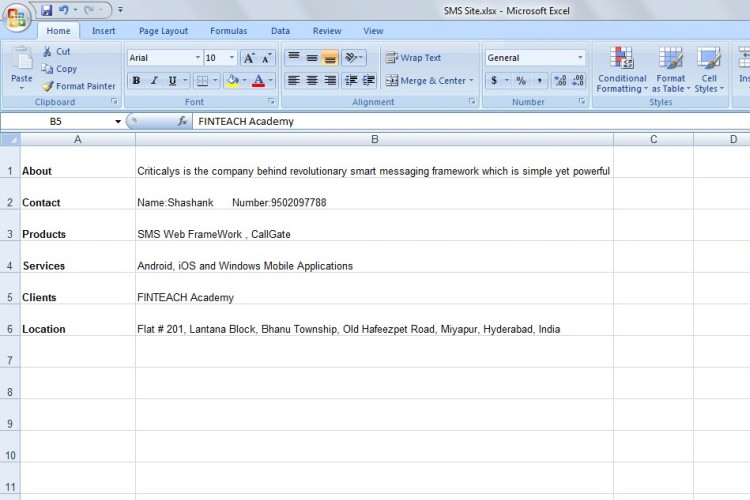 SMS Site.xlsx - Microsoft Excel
Home Insert Page Layout Formulas Data Review View
Paste
Cut
Copy
Format Painter
Clipboard
Arial 10 A A
B I U A
Font
Wrap Text
Merge & Center
Alignment
General
$ % , .0 .00 .00 .0
Number
Conditional Formatting
Format as Table
Cell Styles
Styles
Ins
B5 fx FINTEACH Academy
A B C D
1 About Criticalys is the company behind revolutionary smart messaging framework which is simple yet powerful
2 Contact Name:Shashank Number:9502097788
3 Products SMS Web FrameWork , CallGate
4 Services Android, iOS and Windows Mobile Applications
5 Clients FINTEACH Academy
6 Location Flat # 201, Lantana Block, Bhanu Township, Old Hafeezpet Road, Miyapur, Hyderabad, India
7
8
9
10
11